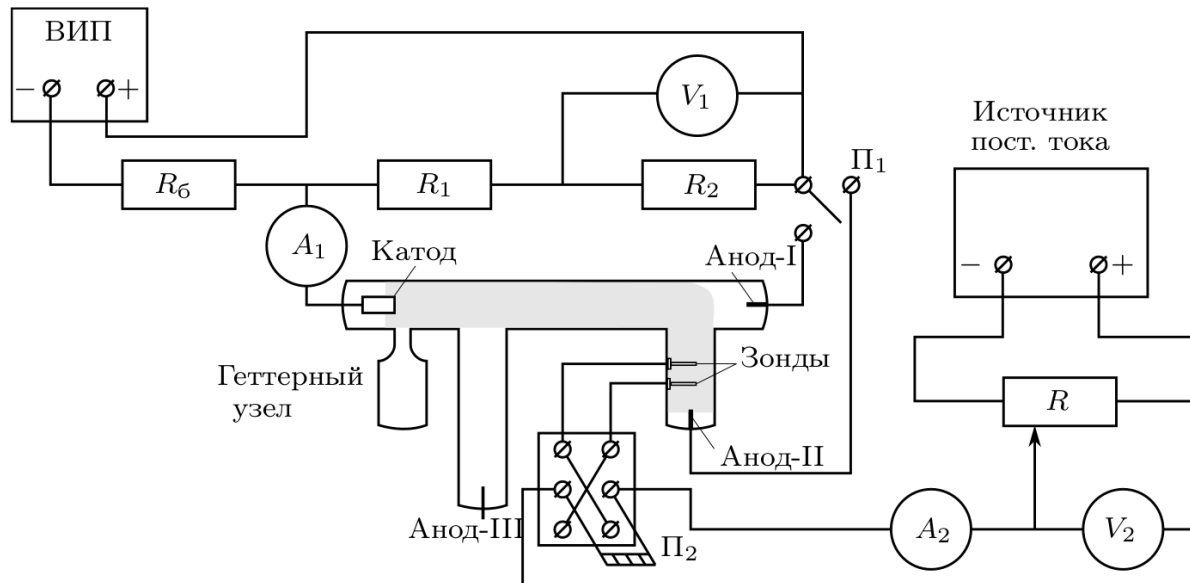 ВИП
− +
V₁
Источник
пост. тока
− +
П₁
R_б
R₁
R₂
A₁
Катод
Анод-I
Геттерный
узел
Зонды
R
Анод-II
Анод-III
П₂
A₂
V₂